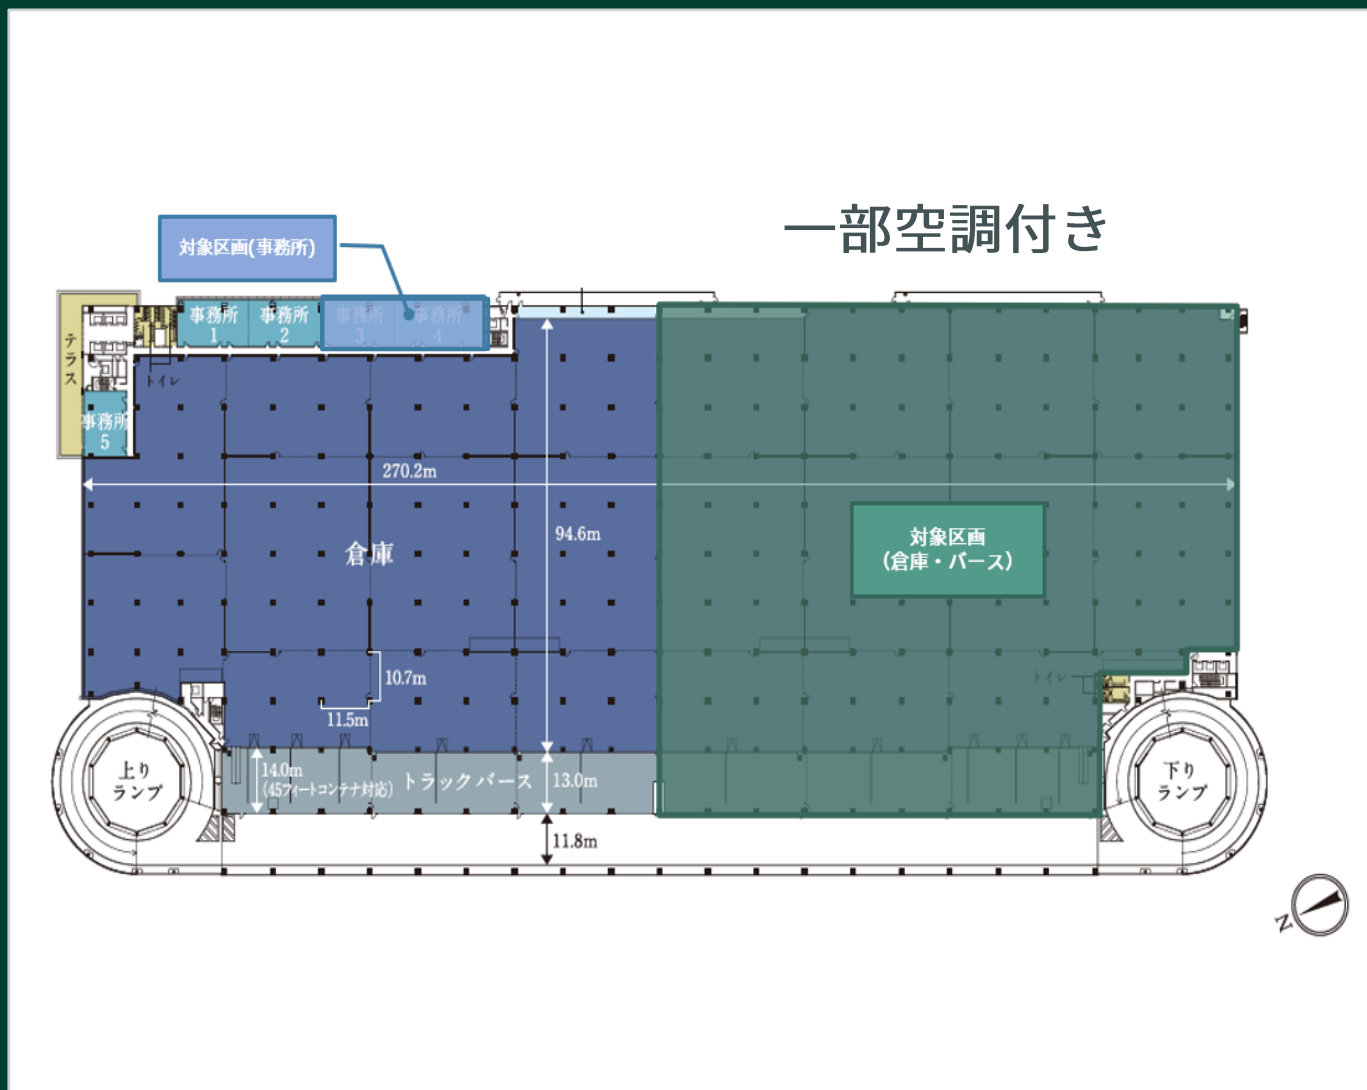 一部空調付き
対象区画(事務所)
事務所
1
事務所
2
事務所
3
事務所
4
テラス
トイレ
事務所
5
270.2m
94.6m
倉庫
対象区画
(倉庫・バース)
10.7m
11.5m
トイレ
上り
ランプ
14.0m
(45フィートコンテナ対応)
トラックバース
13.0m
下り
ランプ
11.8m
N